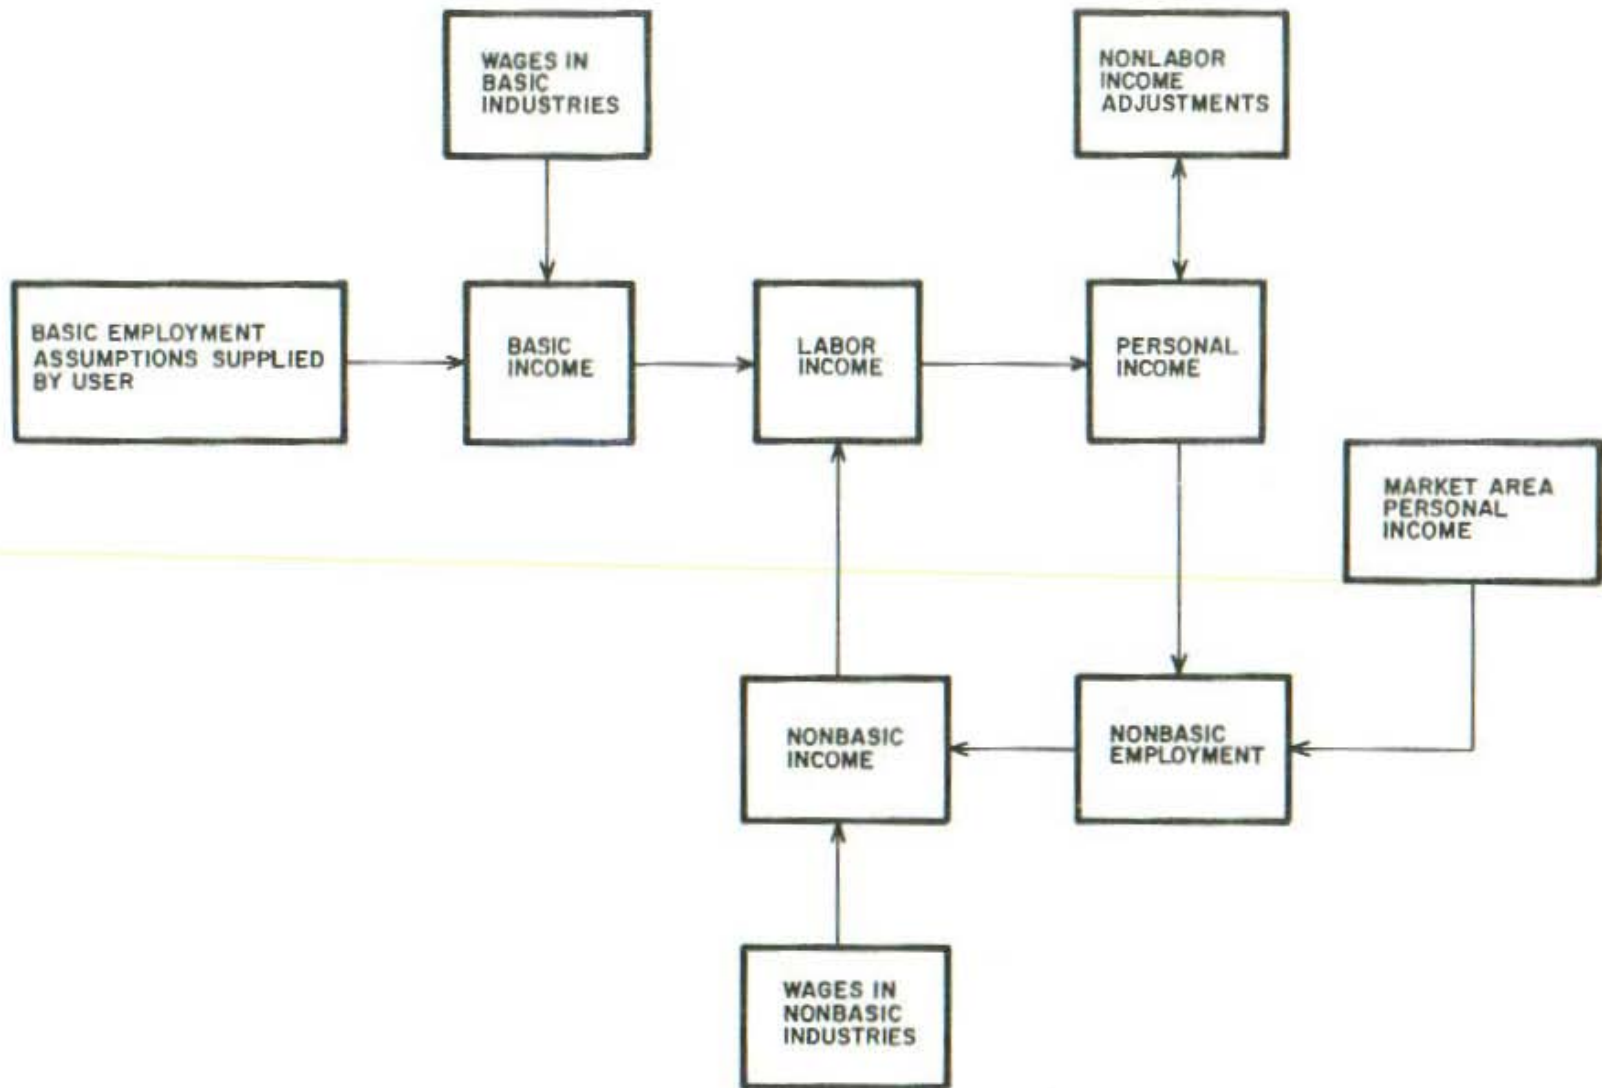 WAGES IN
BASIC
INDUSTRIES
NONLABOR
INCOME
ADJUSTMENTS
BASIC EMPLOYMENT
ASSUMPTIONS SUPPLIED
BY USER
BASIC
INCOME
LABOR
INCOME
PERSONAL
INCOME
MARKET AREA
PERSONAL
INCOME
NONBASIC
INCOME
NONBASIC
EMPLOYMENT
WAGES IN
NONBASIC
INDUSTRIES